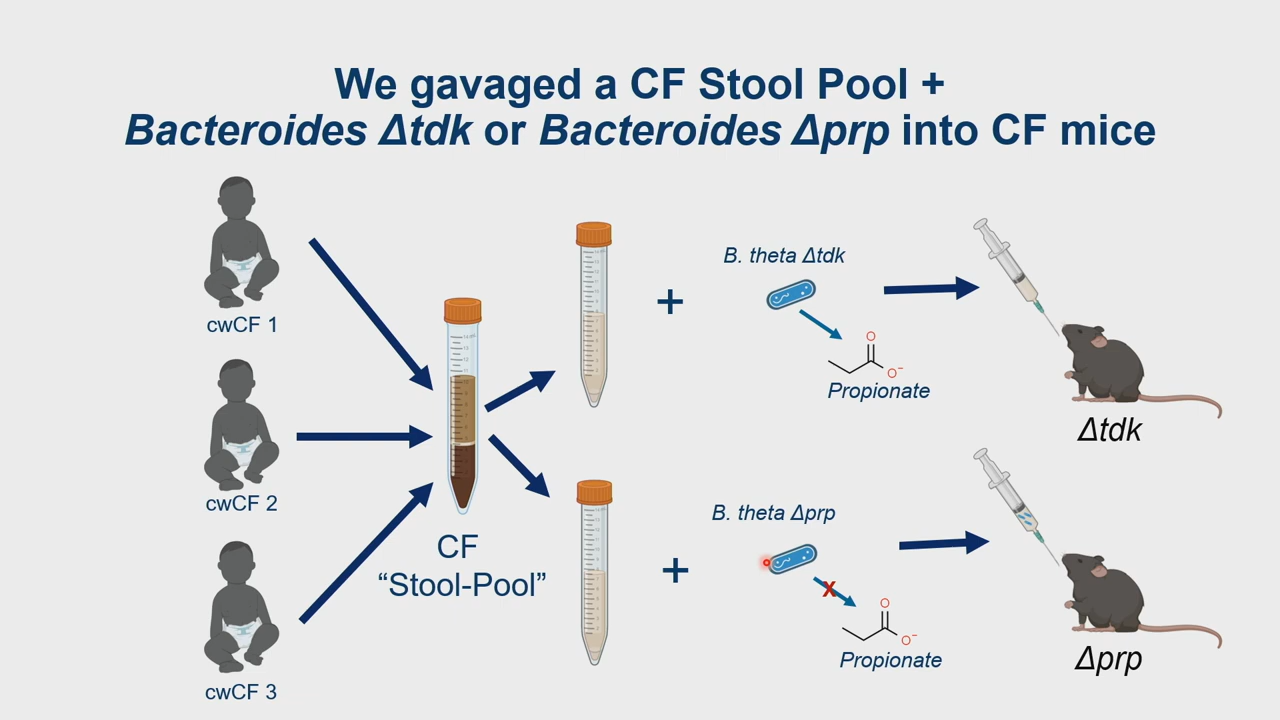 We gavaged a CF Stool Pool +
Bacteroides Δtdk or Bacteroides Δprp into CF mice
cwCF 1
cwCF 2
cwCF 3
CF
“Stool-Pool”
+
B. theta Δtdk
O
O⁻
Propionate
Δtdk
+
B. theta Δprp
X
O
O⁻
Propionate
Δprp